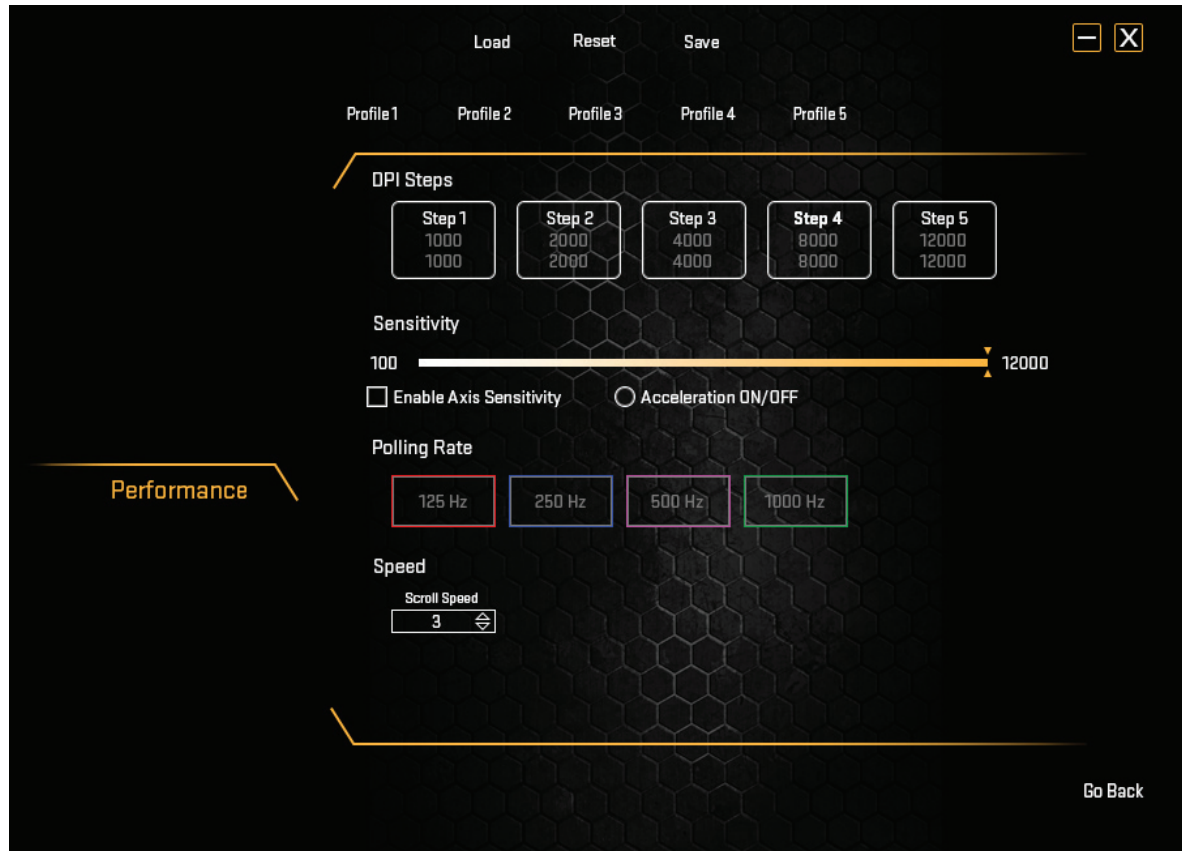 Load Reset Save
X
Profile 1 Profile 2 Profile 3 Profile 4 Profile 5
DPI Steps
Step 1 Step 2 Step 3 Step 4 Step 5
1000 2000 4000 8000 12000
1000 2000 4000 8000 12000
Sensitivity
100 12000
Enable Axis Sensitivity Acceleration ON/OFF
Polling Rate
Performance
125 Hz 250 Hz 500 Hz 1000 Hz
Speed
Scroll Speed
3
Go Back